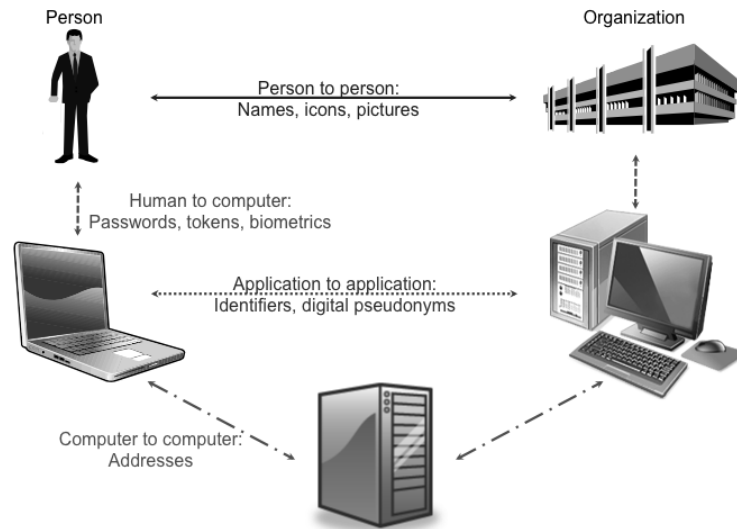 Person
Organization
Person to person:
Names, icons, pictures
Human to computer:
Passwords, tokens, biometrics
Application to application:
Identifiers, digital pseudonyms
Computer to computer:
Addresses